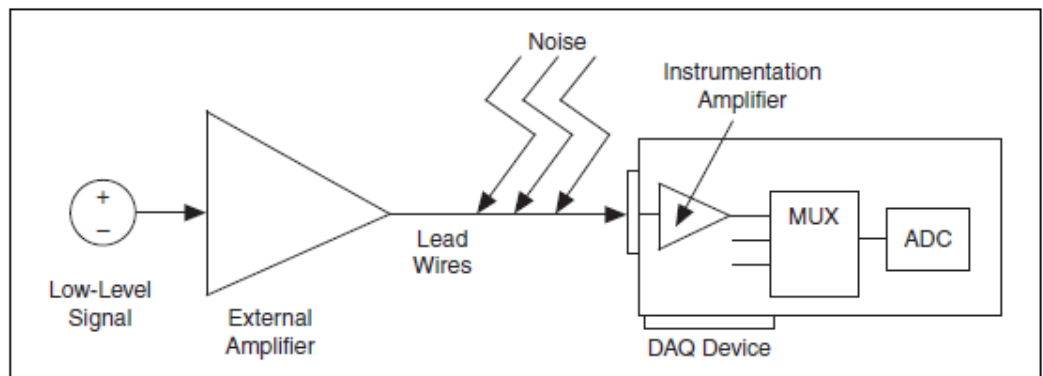 Noise
Instrumentation
Amplifier
+
−
Lead
Wires
MUX
ADC
Low-Level
Signal
External
Amplifier
DAQ Device